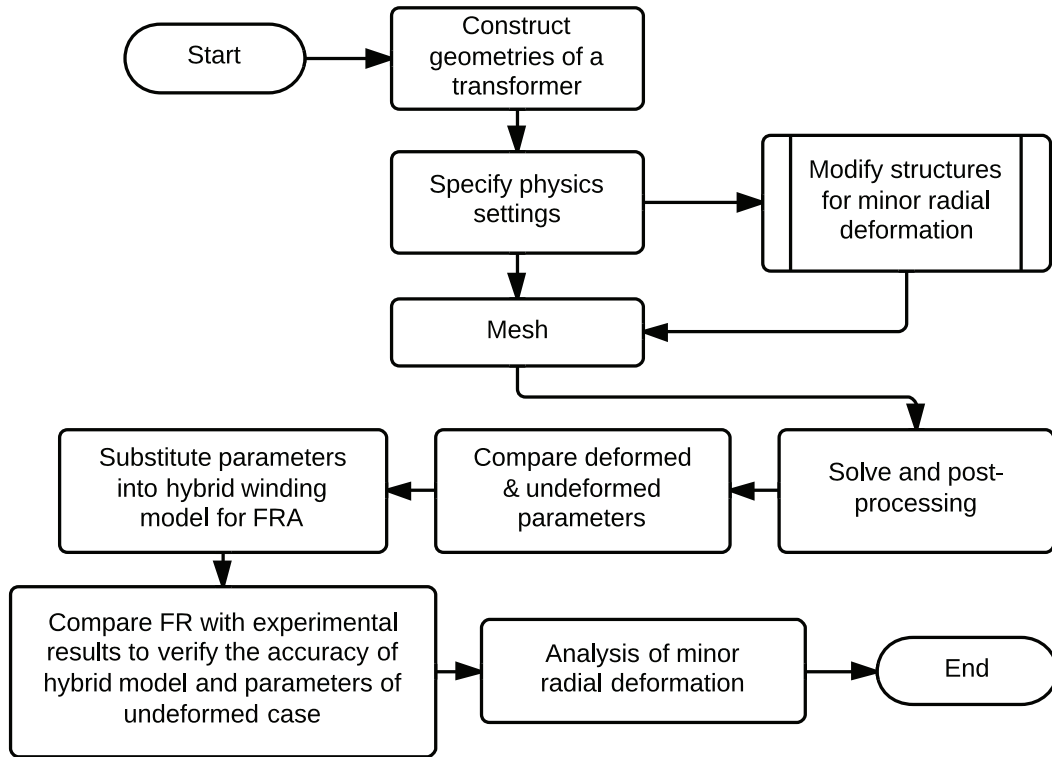 Start
Construct
geometries of a
transformer
Specify physics
settings
Modify structures
for minor radial
deformation
Mesh
Solve and post-
processing
Compare deformed
& undeformed
parameters
Substitute parameters
into hybrid winding
model for FRA
Compare FR with experimental
results to verify the accuracy of
hybrid model and parameters of
undeformed case
Analysis of minor
radial deformation
End